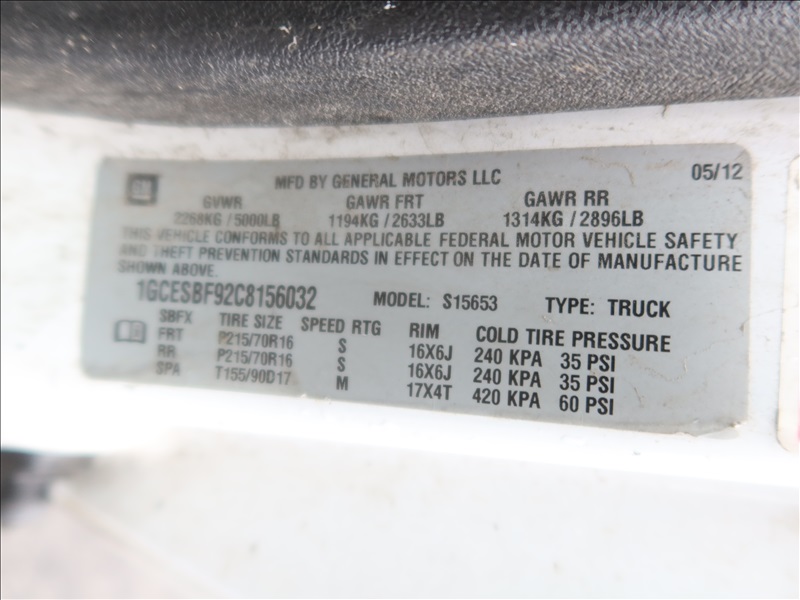 GM
MFD BY GENERAL MOTORS LLC 05/12
GVWR GAWR FRT GAWR RR
2268KG / 5000LB 1194KG / 2633LB 1314KG / 2896LB
THIS VEHICLE CONFORMS TO ALL APPLICABLE FEDERAL MOTOR VEHICLE SAFETY
AND THEFT PREVENTION STANDARDS IN EFFECT ON THE DATE OF MANUFACTURE
SHOWN ABOVE.
1GCESBF92C8156032 MODEL: S15653 TYPE: TRUCK
SBFX TIRE SIZE SPEED RTG RIM COLD TIRE PRESSURE
FRT P215/70R16 S 16X6J 240 KPA 35 PSI
RR P215/70R16 S 16X6J 240 KPA 35 PSI
SPA T155/90D17 M 17X4T 420 KPA 60 PSI